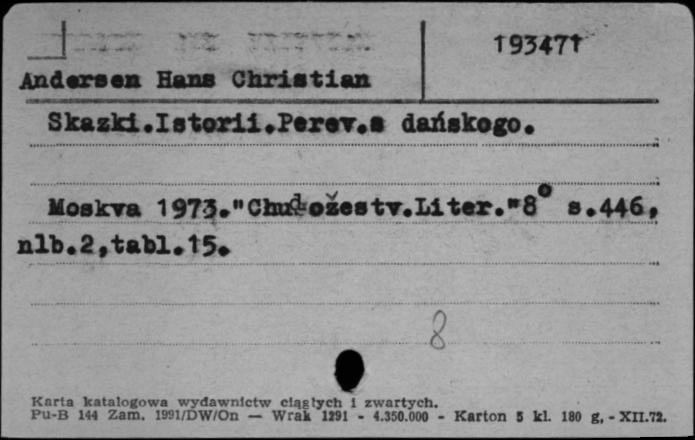 193471
Andersen Hans Christian
Skazki.Istorii.Perev.s dańskogo.
Moskva 1973."Chudožestv.Liter."8° s.446,
nlb.2,tabl.15.
8
Karta katalogowa wydawnictw ciągłych i zwartych.
Pu-B 144 Zam. 1991/DW/On — Wrak 1291 - 4.350.000 - Karton 5 kl. 180 g, - XII.72.